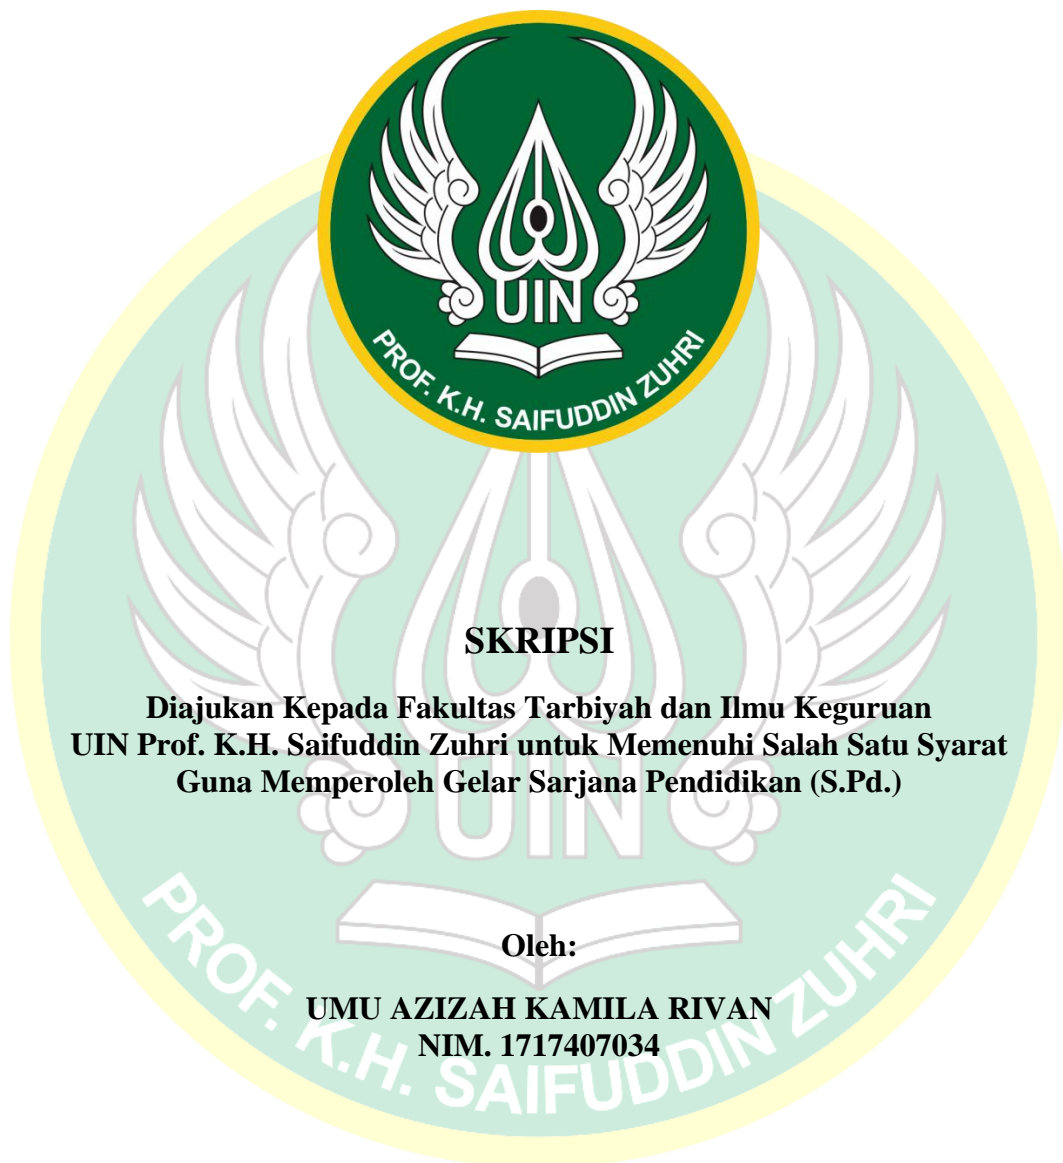 UIN
PROF. K.H. SAIFUDDIN ZUHRI
SKRIPSI
Diajukan Kepada Fakultas Tarbiyah dan Ilmu Keguruan
UIN Prof. K.H. Saifuddin Zuhri untuk Memenuhi Salah Satu Syarat
Guna Memperoleh Gelar Sarjana Pendidikan (S.Pd.)
UIN
Oleh:
UMU AZIZAH KAMILA RIVAN
NIM. 1717407034
PROF. K.H. SAIFUDDIN ZUHRI